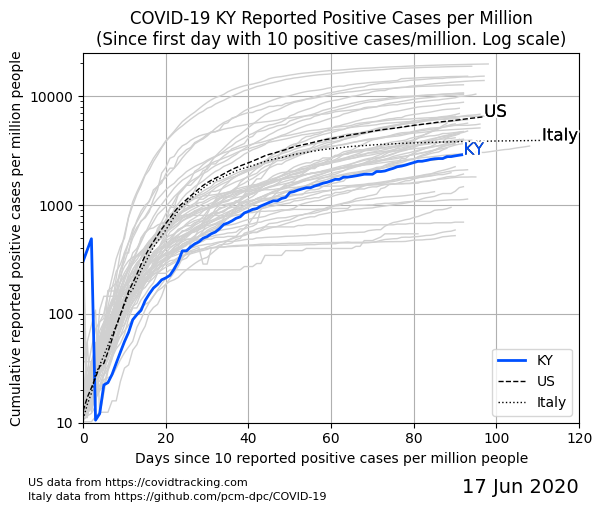 COVID-19 KY Reported Positive Cases per Million
(Since first day with 10 positive cases/million. Log scale)
Cumulative reported positive cases per million people
10000
1000
100
10
US
Italy
KY
KY
US
Italy
0 20 40 60 80 100 120
Days since 10 reported positive cases per million people
US data from https://covidtracking.com
Italy data from https://github.com/pcm-dpc/COVID-19
17 Jun 2020